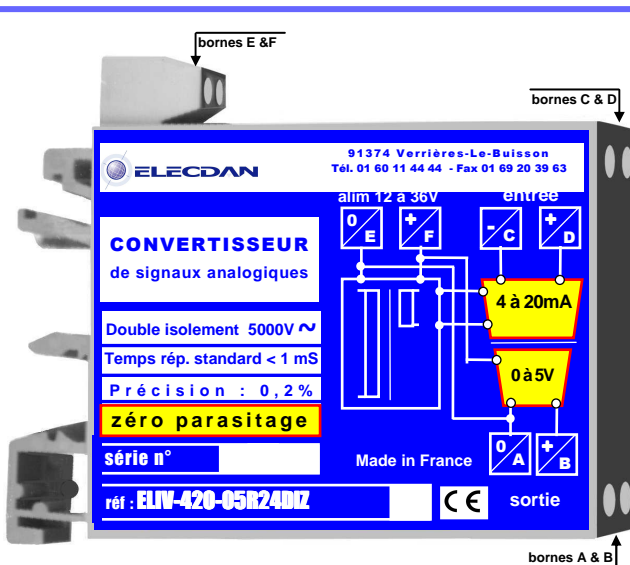 bornes E &F
bornes C & D
ELECDAN
91374 Verrières-Le-Buisson
Tél. 01 60 11 44 44 - Fax 01 69 20 39 63
alim 12 à 36V
entrée
0 E
+ F
- C
+ D
CONVERTISSEUR
de signaux analogiques
4 à 20mA
Double isolement 5000V ~
Temps rép. standard < 1 mS
0 à 5V
Précision : 0,2%
zéro parasitage
série n°
Made in France
0 A
+ B
réf : ELIV-420-05R24DIZ
CE
sortie
bornes A & B